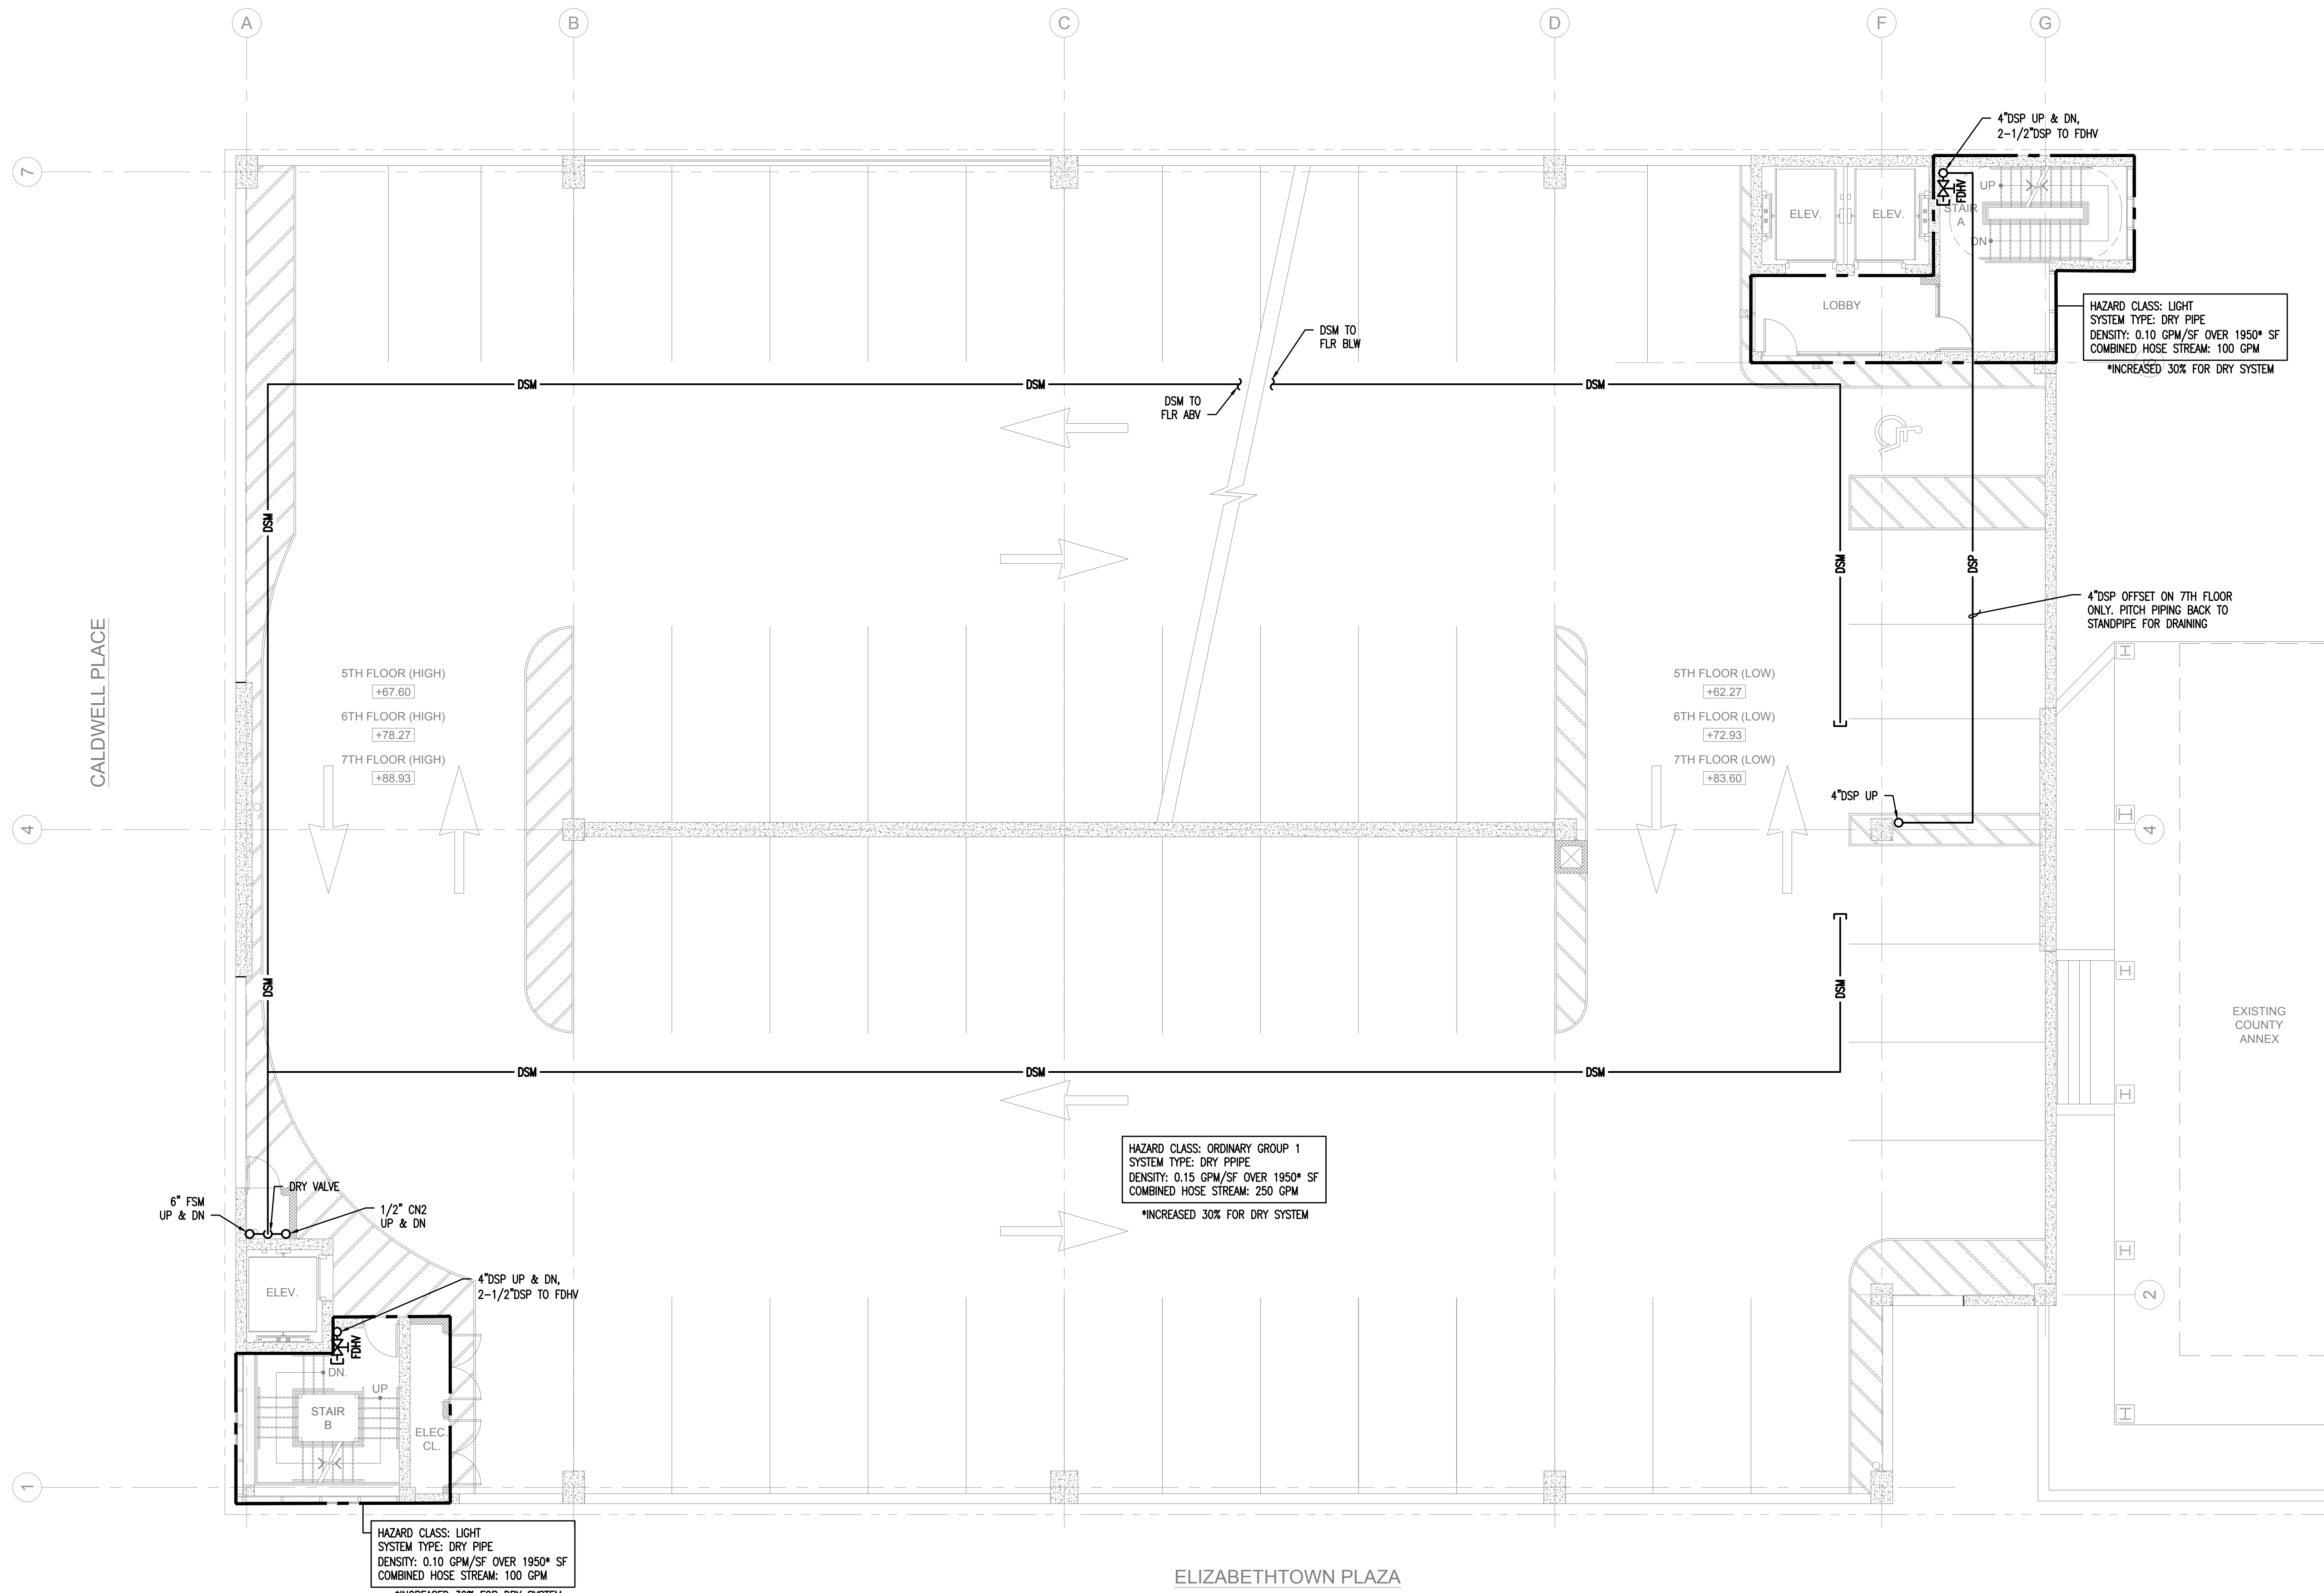 A
B
C
D
F
G
4"DSP UP & DN,
2-1/2"DSP TO FDHV
7
FDHV
UP
ELEV.
ELEV.
STAIR
A
DN
LOBBY
HAZARD CLASS: LIGHT
SYSTEM TYPE: DRY PIPE
DENSITY: 0.10 GPM/SF OVER 1950* SF
COMBINED HOSE STREAM: 100 GPM
*INCREASED 30% FOR DRY SYSTEM
DSM TO
FLR BLW
DSM
DSM
DSM
DSM TO
FLR ABV
DSM
DSM
DSP
4"DSP OFFSET ON 7TH FLOOR
ONLY. PITCH PIPING BACK TO
STANDPIPE FOR DRAINING
CALDWELL PLACE
5TH FLOOR (HIGH)
+67.60
6TH FLOOR (HIGH)
+78.27
7TH FLOOR (HIGH)
+88.93
5TH FLOOR (LOW)
+62.27
6TH FLOOR (LOW)
+72.93
7TH FLOOR (LOW)
+83.60
4"DSP UP
4
4
DSM
DSM
EXISTING
COUNTY
ANNEX
DSM
DSM
DSM
HAZARD CLASS: ORDINARY GROUP 1
SYSTEM TYPE: DRY PPIPE
DENSITY: 0.15 GPM/SF OVER 1950* SF
COMBINED HOSE STREAM: 250 GPM
*INCREASED 30% FOR DRY SYSTEM
DRY VALVE
6" FSM
UP & DN
1/2" CN2
UP & DN
4"DSP UP & DN,
2-1/2"DSP TO FDHV
ELEV.
2
FDHV
DN.
UP
STAIR
B
ELEC.
CL.
1
HAZARD CLASS: LIGHT
SYSTEM TYPE: DRY PIPE
DENSITY: 0.10 GPM/SF OVER 1950* SF
COMBINED HOSE STREAM: 100 GPM
*INCREASED 30% FOR DRY SYSTEM
ELIZABETHTOWN PLAZA